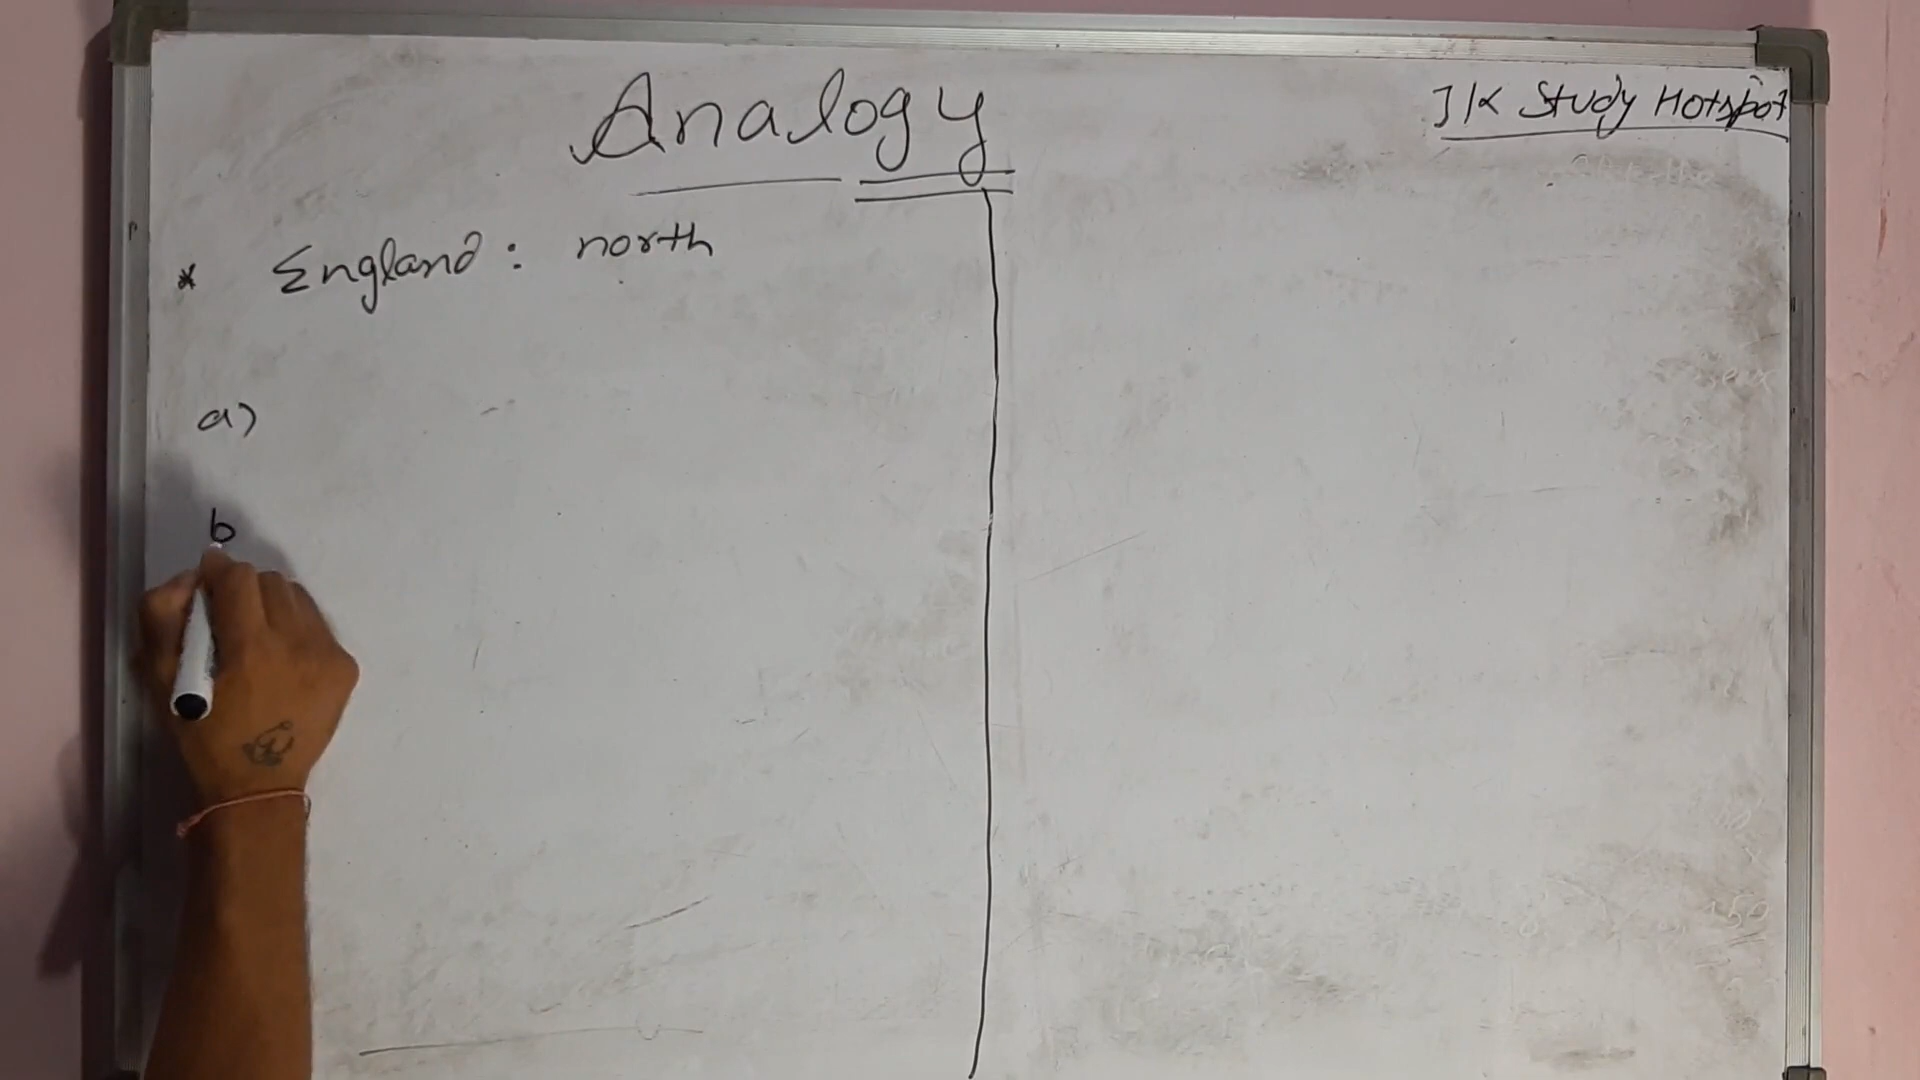 Analogy
JK Study Hotspot
* England : north
a)
b